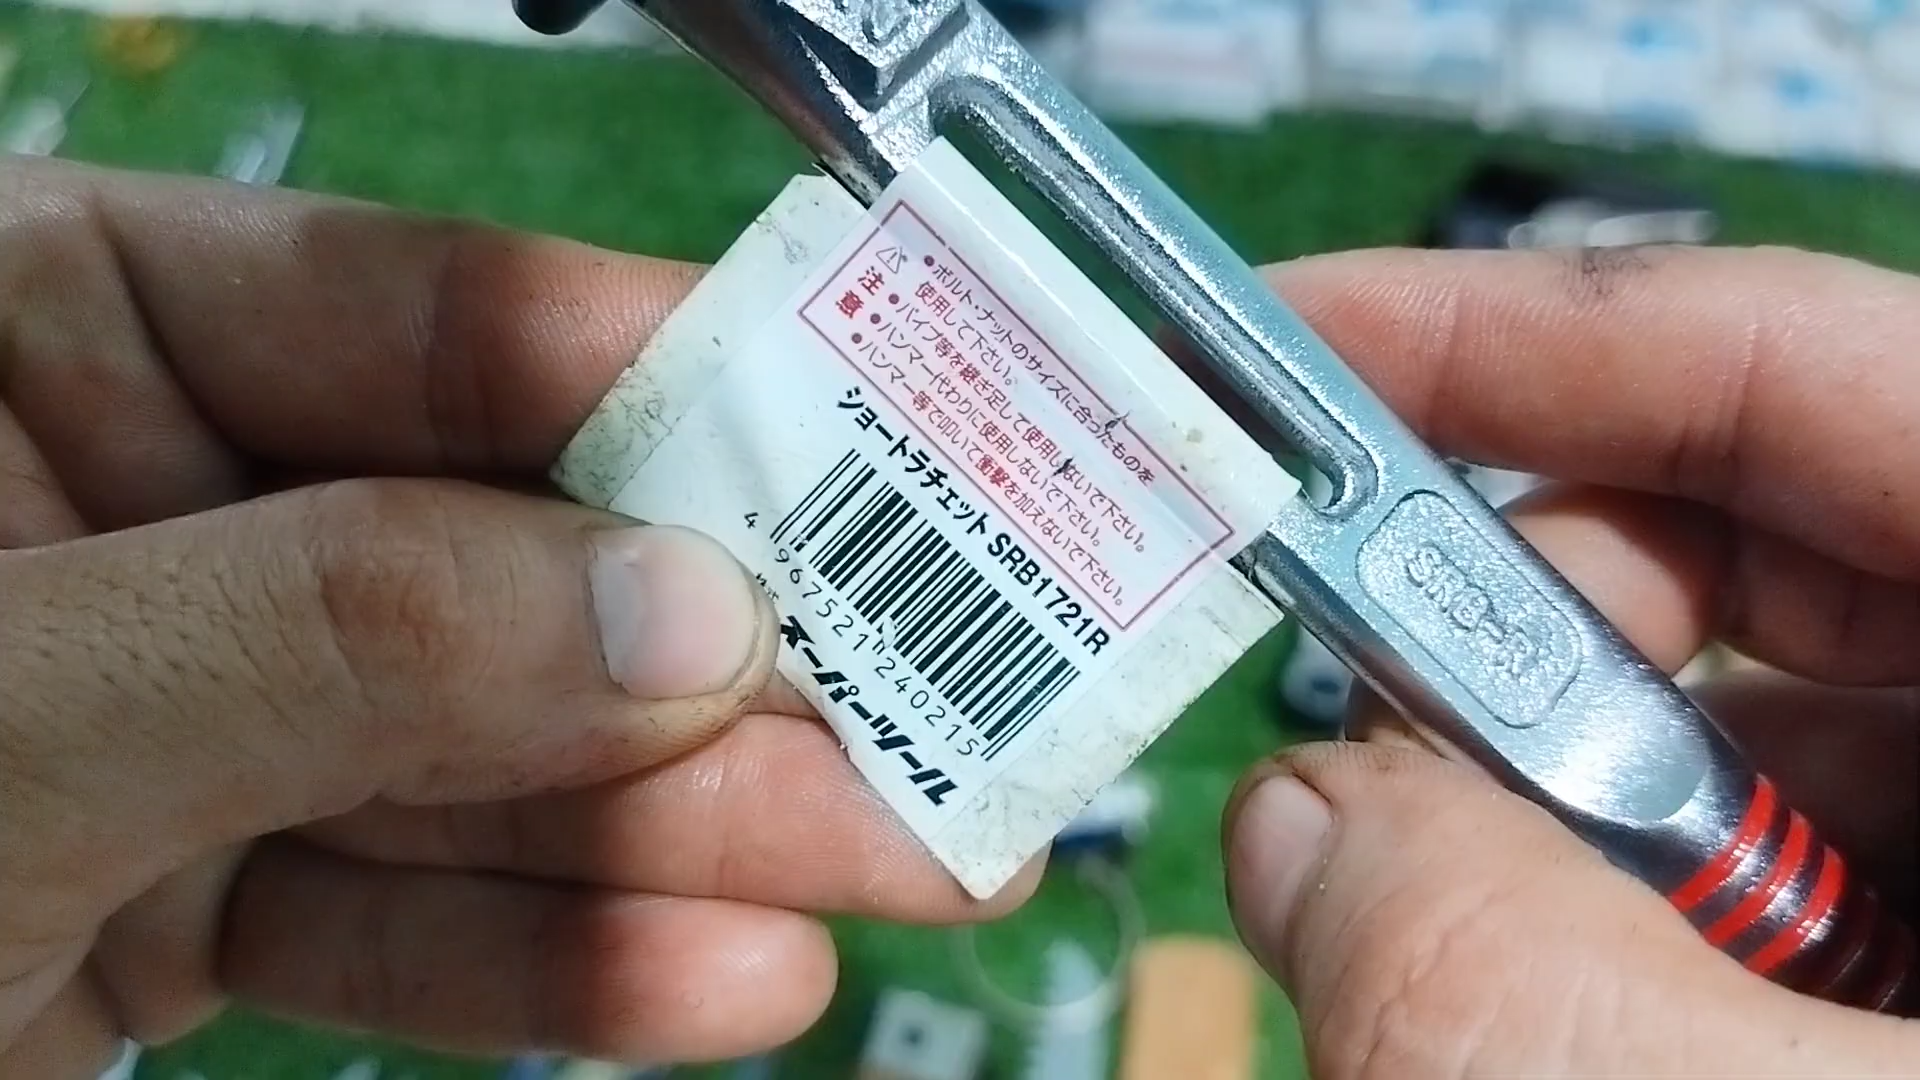 注意
●ボルト・ナットのサイズに合ったものを
使用して下さい。
●パイプ等を継ぎ足して使用しないで下さい。
●ハンマー代わりに使用しないで下さい。
●ハンマー等で叩いて衝撃を加えないで下さい。
ショートラチェット SRB1721R
4 967521 240215
株式
スーパーツール